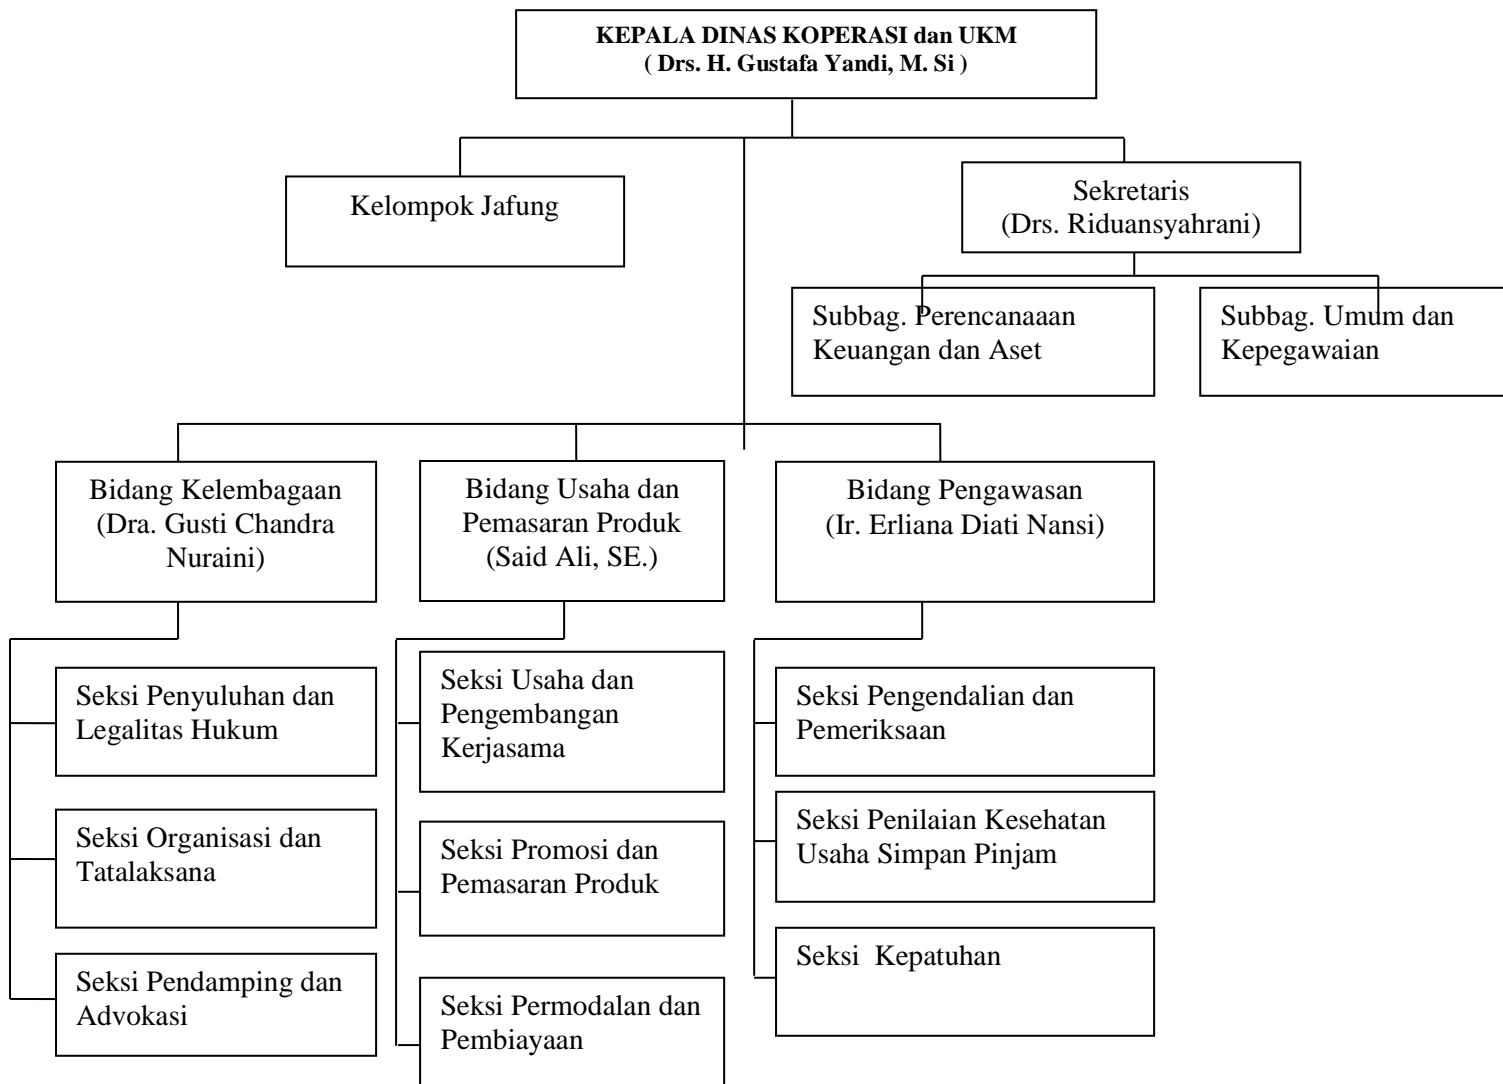 KEPALA DINAS KOPERASI dan UKM
( Drs. H. Gustafa Yandi, M. Si )
Kelompok Jafung
Sekretaris
(Drs. Riduansyahrani)
Subbag. Perencanaaan
Keuangan dan Aset
Subbag. Umum dan
Kepegawaian
Bidang Kelembagaan
(Dra. Gusti Chandra
Nuraini)
Bidang Usaha dan
Pemasaran Produk
(Said Ali, SE.)
Bidang Pengawasan
(Ir. Erliana Diati Nansi)
Seksi Penyuluhan dan
Legalitas Hukum
Seksi Organisasi dan
Tatalaksana
Seksi Pendamping dan
Advokasi
Seksi Usaha dan
Pengembangan
Kerjasama
Seksi Promosi dan
Pemasaran Produk
Seksi Permodalan dan
Pembiayaan
Seksi Pengendalian dan
Pemeriksaan
Seksi Penilaian Kesehatan
Usaha Simpan Pinjam
Seksi  Kepatuhan